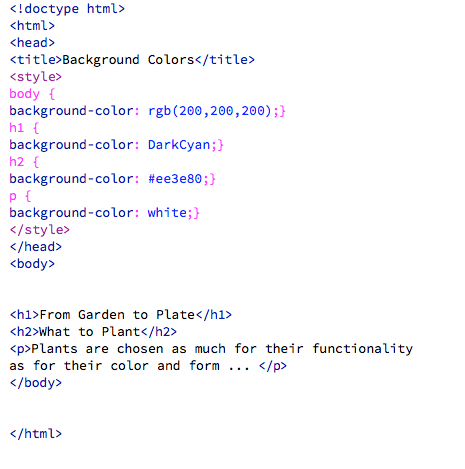 <!doctype html>
<html>
<head>
<title>Background Colors</title>
<style>
body {
background-color: rgb(200,200,200);}
h1 {
background-color: DarkCyan;}
h2 {
background-color: #ee3e80;}
p {
background-color: white;}
</style>
</head>
<body>
<h1>From Garden to Plate</h1>
<h2>What to Plant</h2>
<p>Plants are chosen as much for their functionality
as for their color and form ... </p>
</body>
</html>